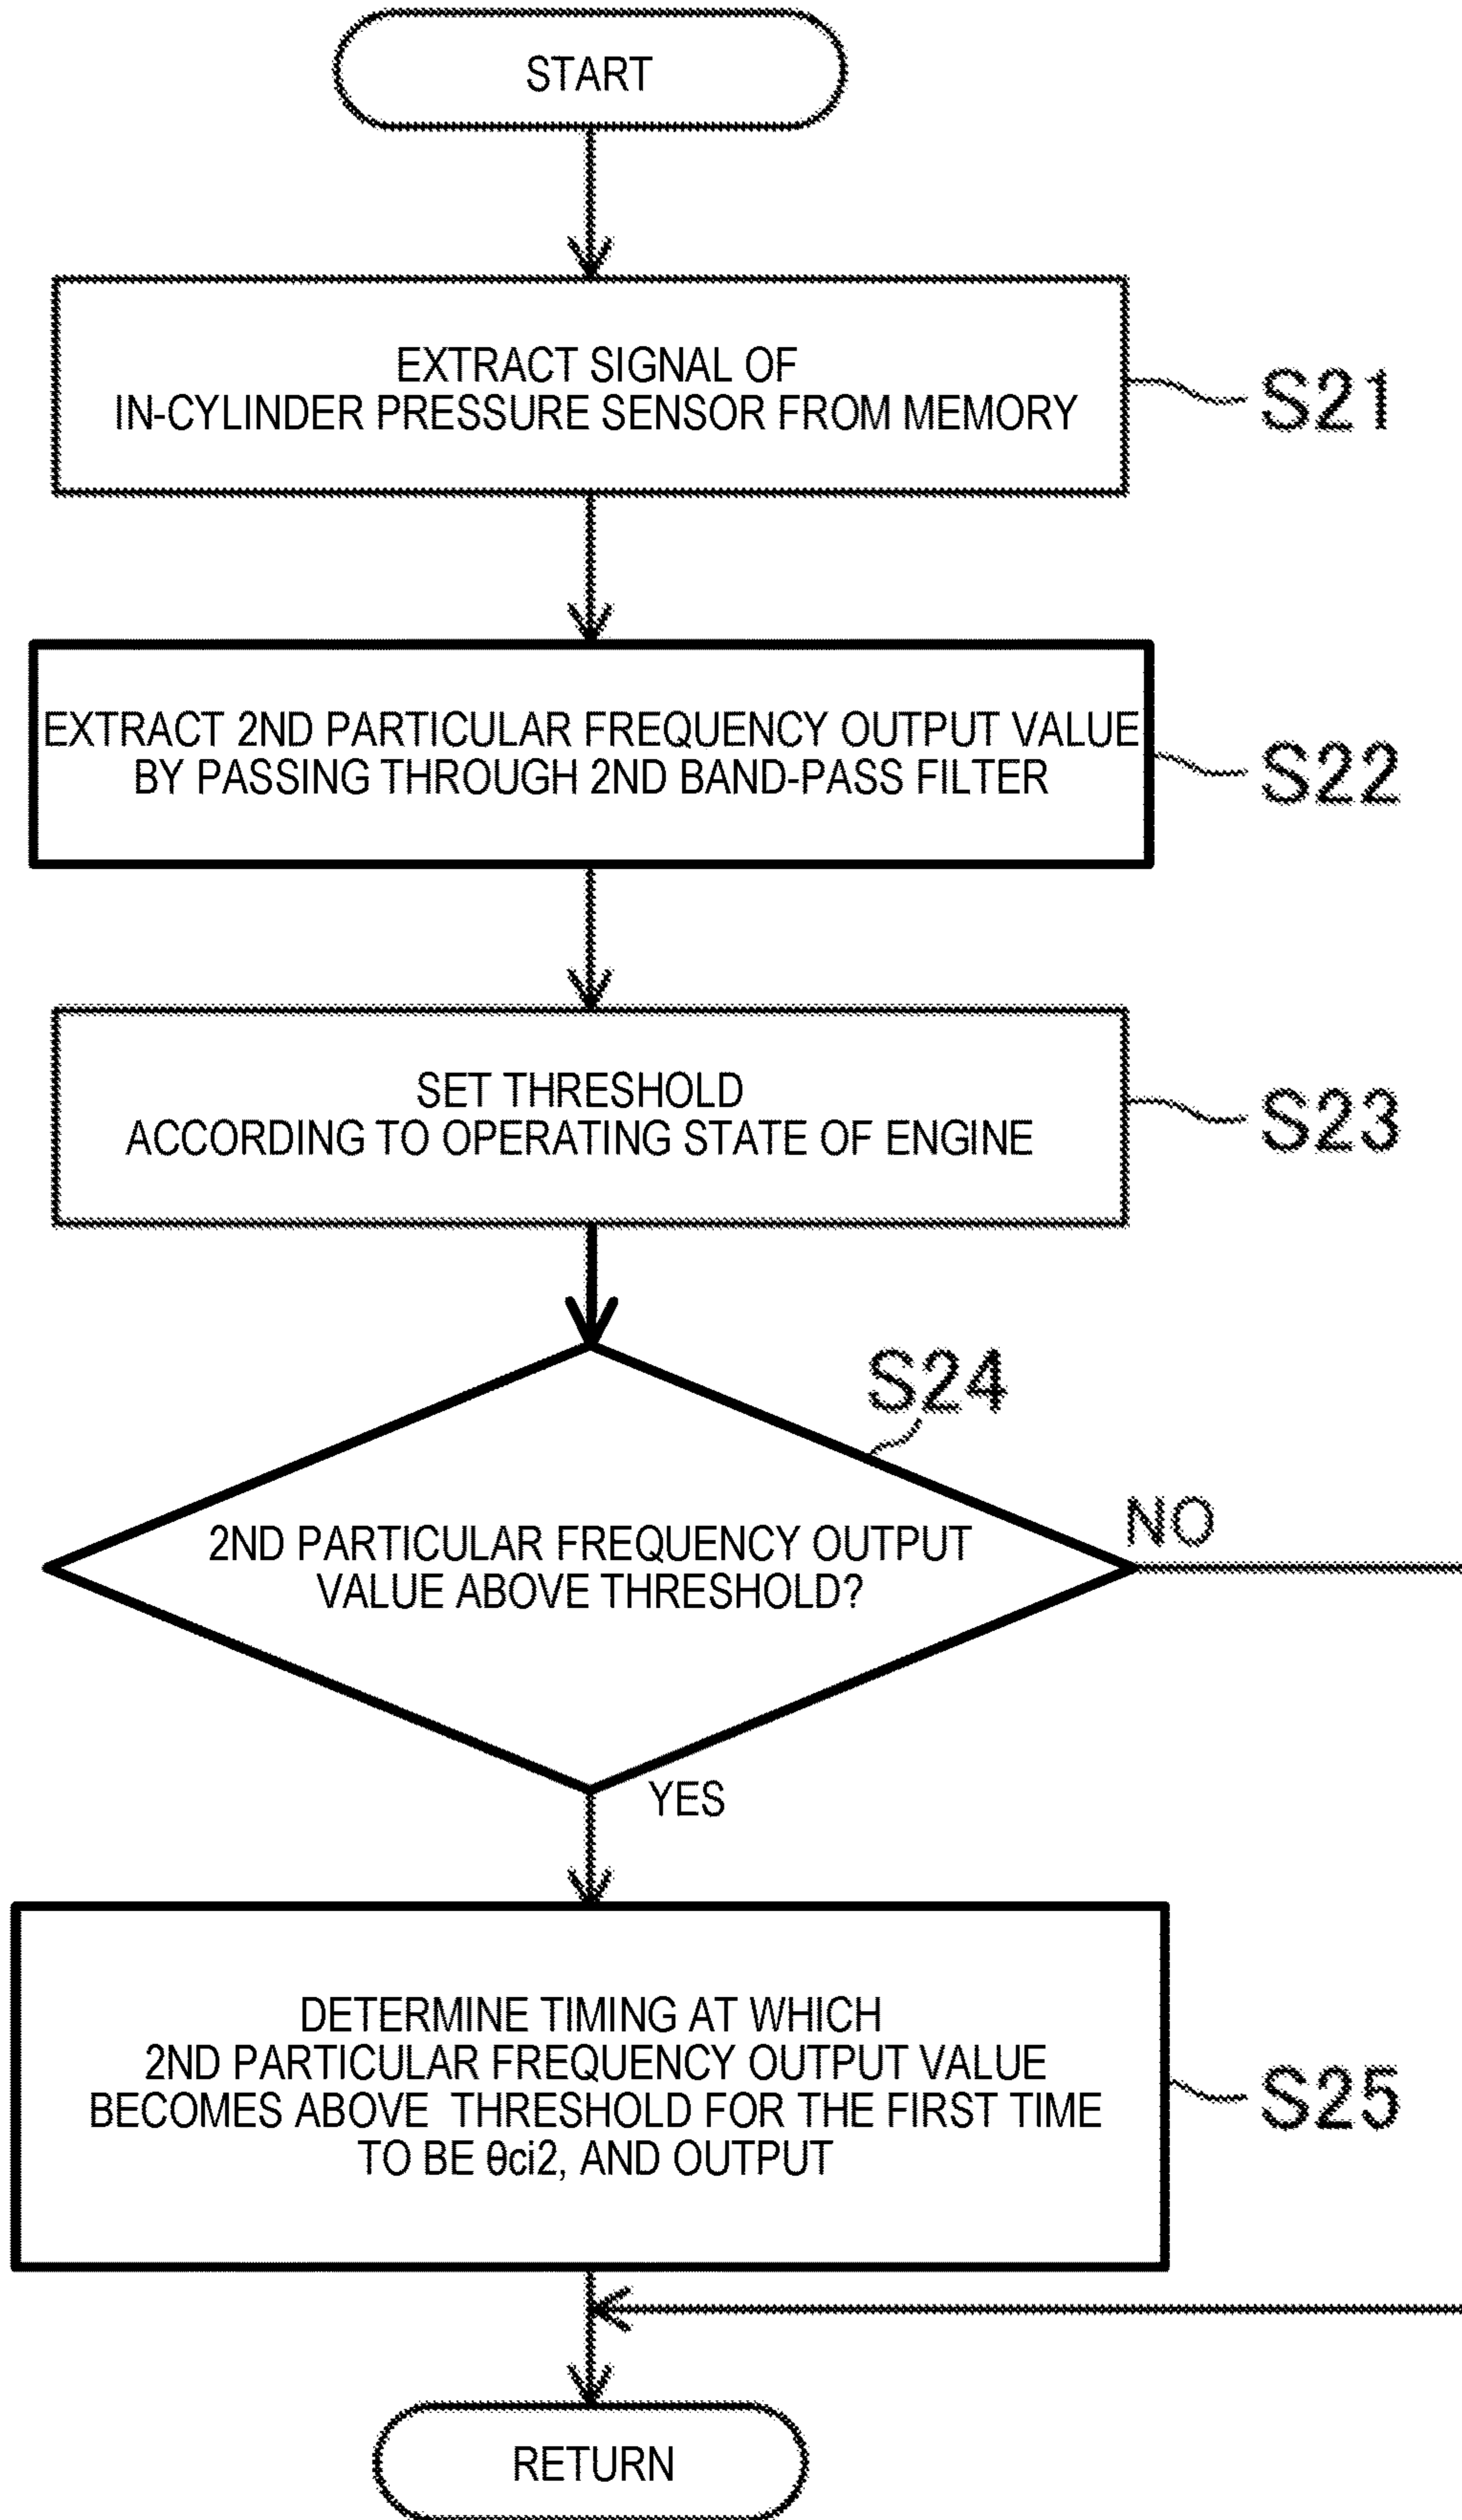 START
EXTRACT SIGNAL OF
IN-CYLINDER PRESSURE SENSOR FROM MEMORY
S21
EXTRACT 2ND PARTICULAR FREQUENCY OUTPUT VALUE
BY PASSING THROUGH 2ND BAND-PASS FILTER
S22
SET THRESHOLD
ACCORDING TO OPERATING STATE OF ENGINE
S23
S24
2ND PARTICULAR FREQUENCY OUTPUT
VALUE ABOVE THRESHOLD?
NO
YES
DETERMINE TIMING AT WHICH
2ND PARTICULAR FREQUENCY OUTPUT VALUE
BECOMES ABOVE THRESHOLD FOR THE FIRST TIME
TO BE θci2, AND OUTPUT
S25
RETURN